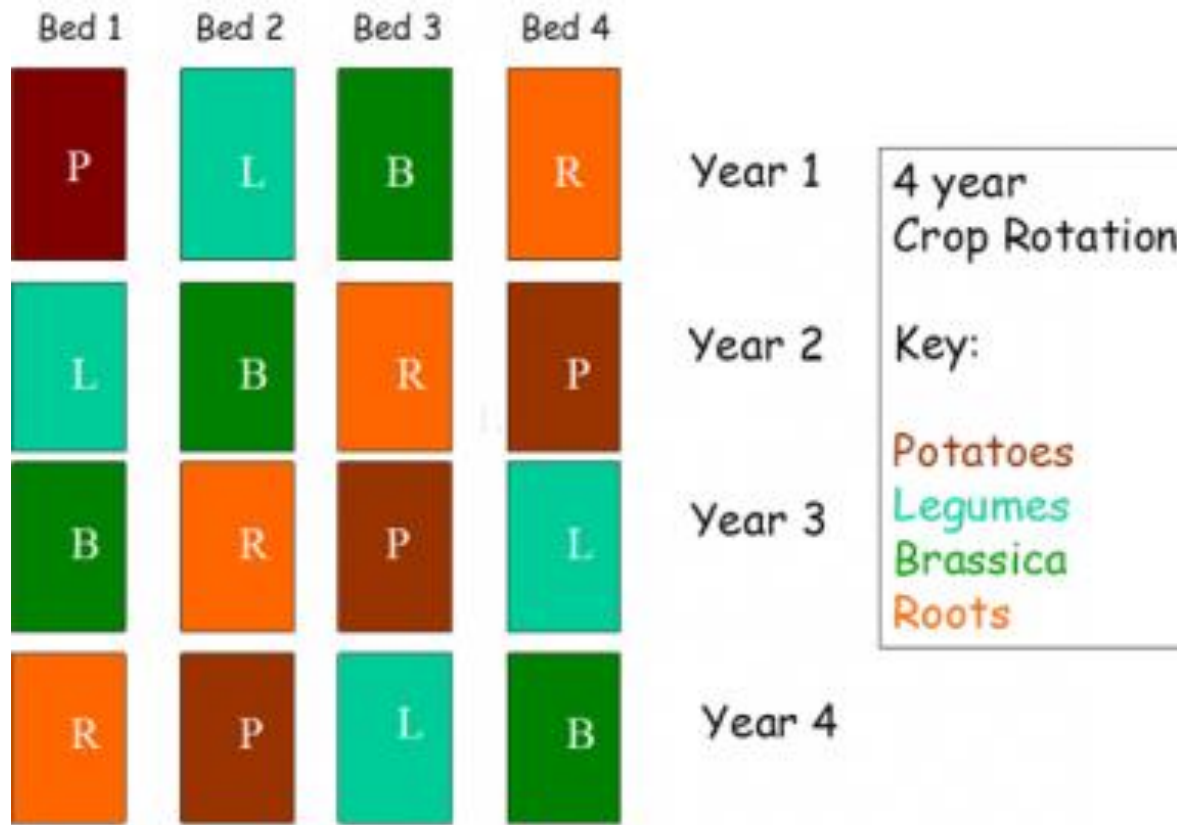 Bed 1 Bed 2 Bed 3 Bed 4
P L B R Year 1
L B R P Year 2
B R P L Year 3
R P L B Year 4
4 year
Crop Rotation
Key:
Potatoes
Legumes
Brassica
Roots